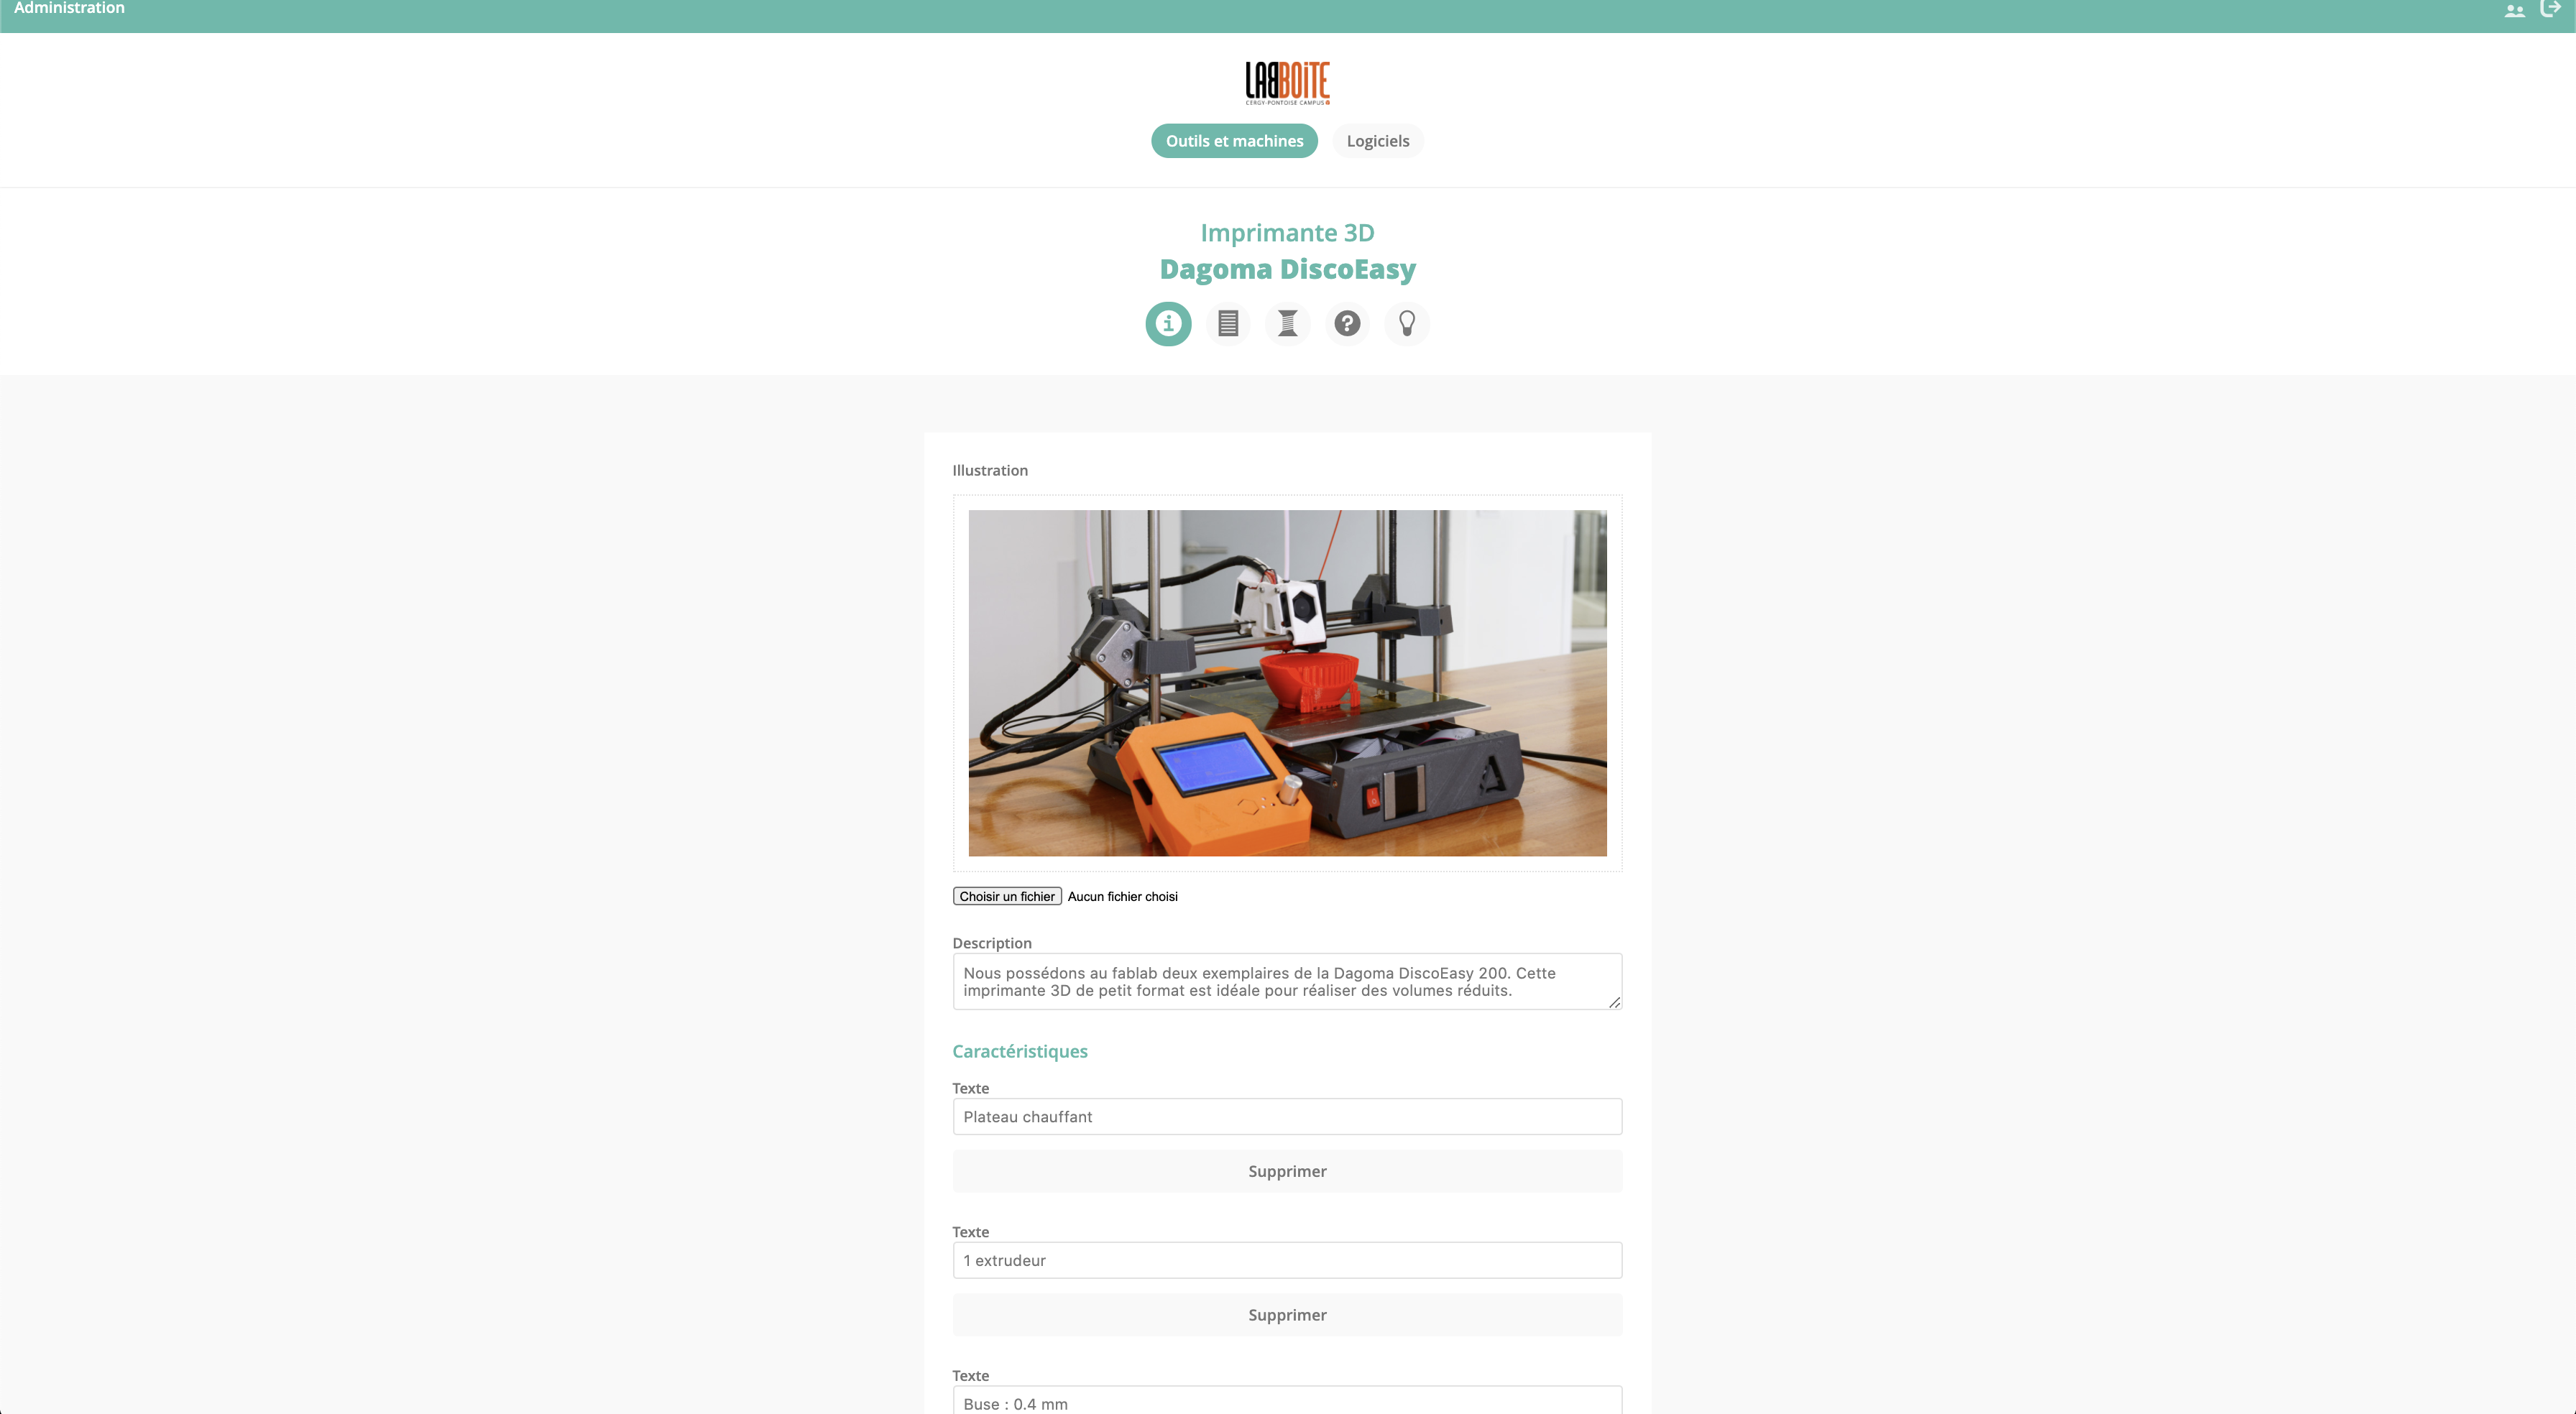 Administration
LABBOiTE
CERGY-PONTOISE CAMPUS
Outils et machines
Logiciels
Imprimante 3D
Dagoma DiscoEasy
Illustration
Choisir un fichier Aucun fichier choisi
Description
Nous possédons au fablab deux exemplaires de la Dagoma DiscoEasy 200. Cette
imprimante 3D de petit format est idéale pour réaliser des volumes réduits.
Caractéristiques
Texte
Plateau chauffant
Supprimer
Texte
1 extrudeur
Supprimer
Texte
Buse : 0.4 mm